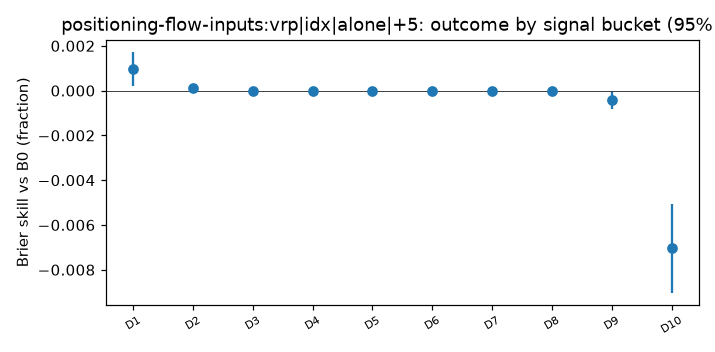 positioning-flow-inputs:vrp|idx|alone|+5: outcome by signal bucket (95%
Brier skill vs B0 (fraction)
0.002
0.000
−0.002
−0.004
−0.006
−0.008
D1 D2 D3 D4 D5 D6 D7 D8 D9 D10